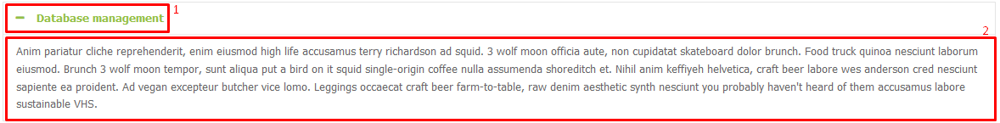 1
Database management
2
Anim pariatur cliche reprehenderit, enim eiusmod high life accusamus terry richardson ad squid. 3 wolf moon officia aute, non cupidatat skateboard dolor brunch. Food truck quinoa nesciunt laborum
eiusmod. Brunch 3 wolf moon tempor, sunt aliqua put a bird on it squid single-origin coffee nulla assumenda shoreditch et. Nihil anim keffiyeh helvetica, craft beer labore wes anderson cred nesciunt
sapiente ea proident. Ad vegan excepteur butcher vice lomo. Leggings occaecat craft beer farm-to-table, raw denim aesthetic synth nesciunt you probably haven't heard of them accusamus labore
sustainable VHS.